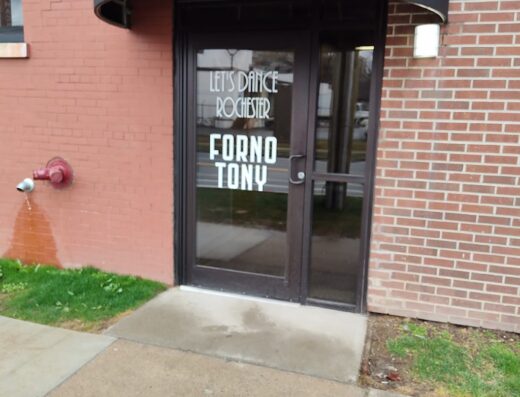 LET'S DANCE
ROCHESTER
FORNO
TONY